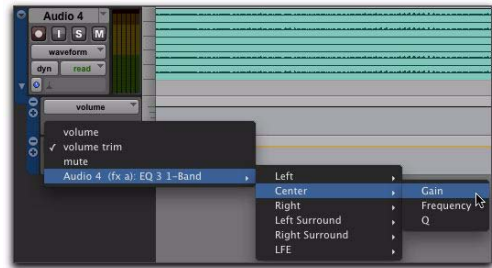 Audio 4
I S M
waveform
dyn read
volume
volume
✓ volume trim
mute
Audio 4 (fx a): EQ 3 1-Band
Left
Center
Right
Left Surround
Right Surround
LFE
Gain
Frequency
Q